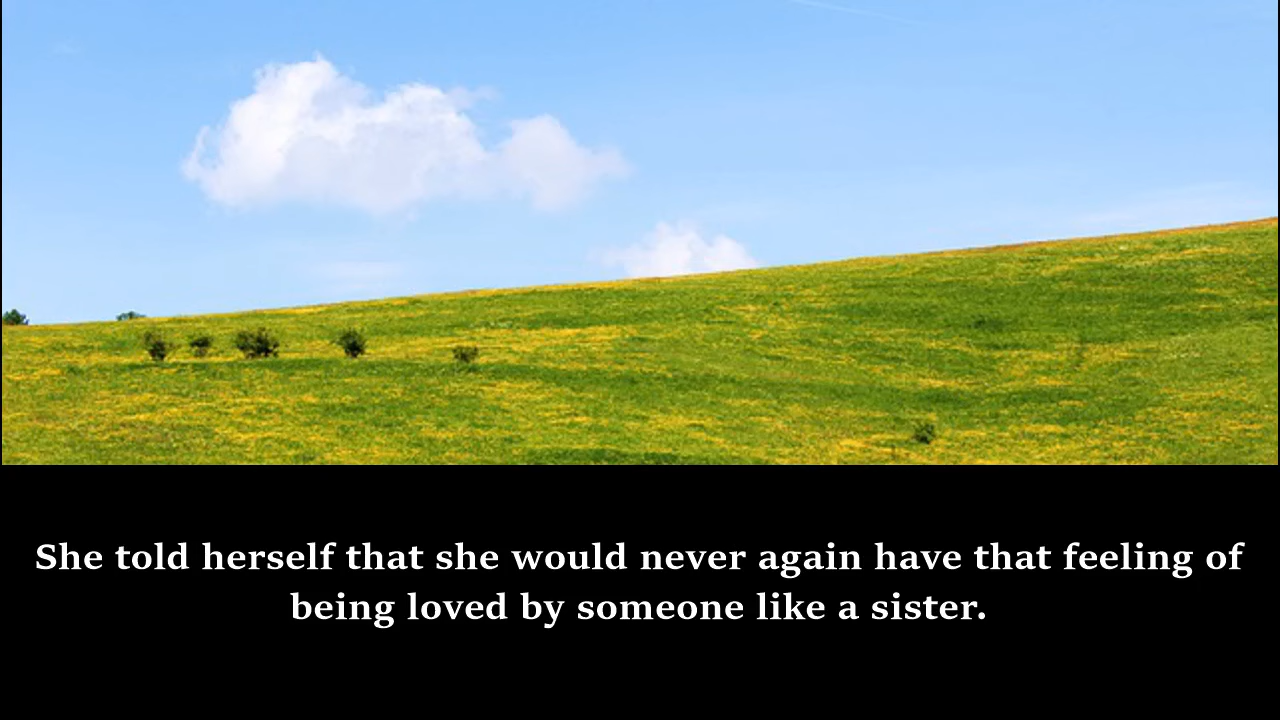 She told herself that she would never again have that feeling of
being loved by someone like a sister.